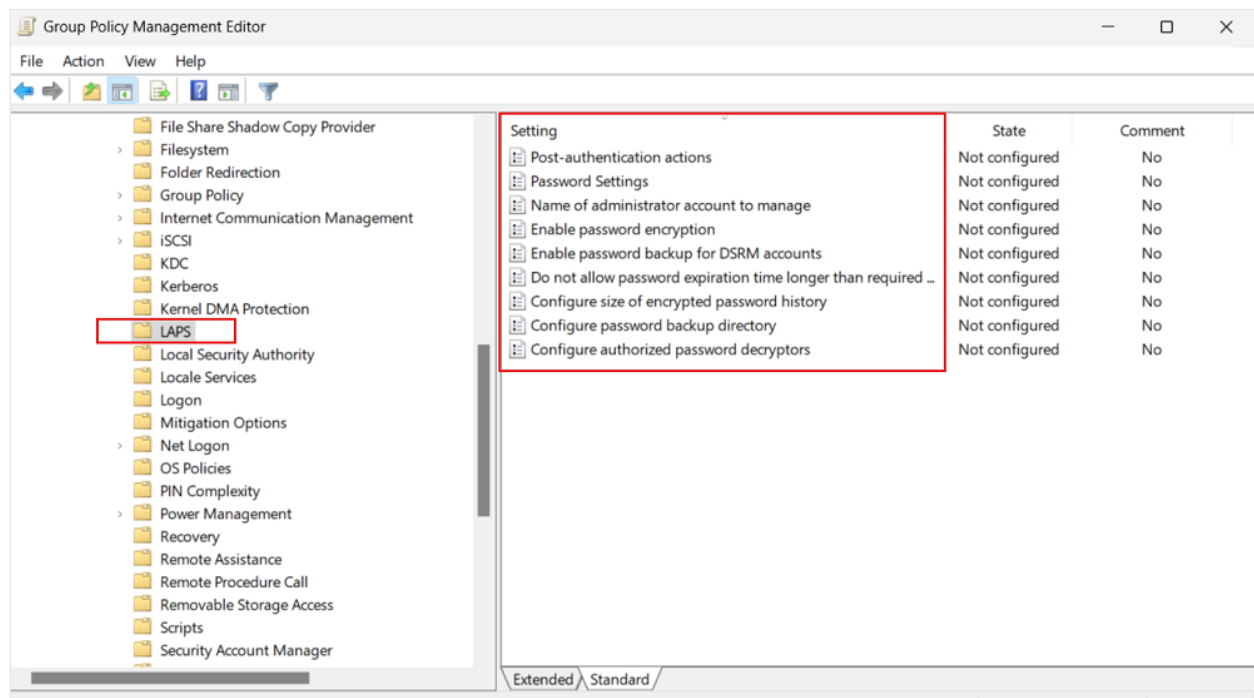 Group Policy Management Editor
File Action View Help
File Share Shadow Copy Provider
Filesystem
Folder Redirection
Group Policy
Internet Communication Management
iSCSI
KDC
Kerberos
Kernel DMA Protection
LAPS
Local Security Authority
Locale Services
Logon
Mitigation Options
Net Logon
OS Policies
PIN Complexity
Power Management
Recovery
Remote Assistance
Remote Procedure Call
Removable Storage Access
Scripts
Security Account Manager
Setting State Comment
Post-authentication actions Not configured No
Password Settings Not configured No
Name of administrator account to manage Not configured No
Enable password encryption Not configured No
Enable password backup for DSRM accounts Not configured No
Do not allow password expiration time longer than required ... Not configured No
Configure size of encrypted password history Not configured No
Configure password backup directory Not configured No
Configure authorized password decryptors Not configured No
Extended Standard